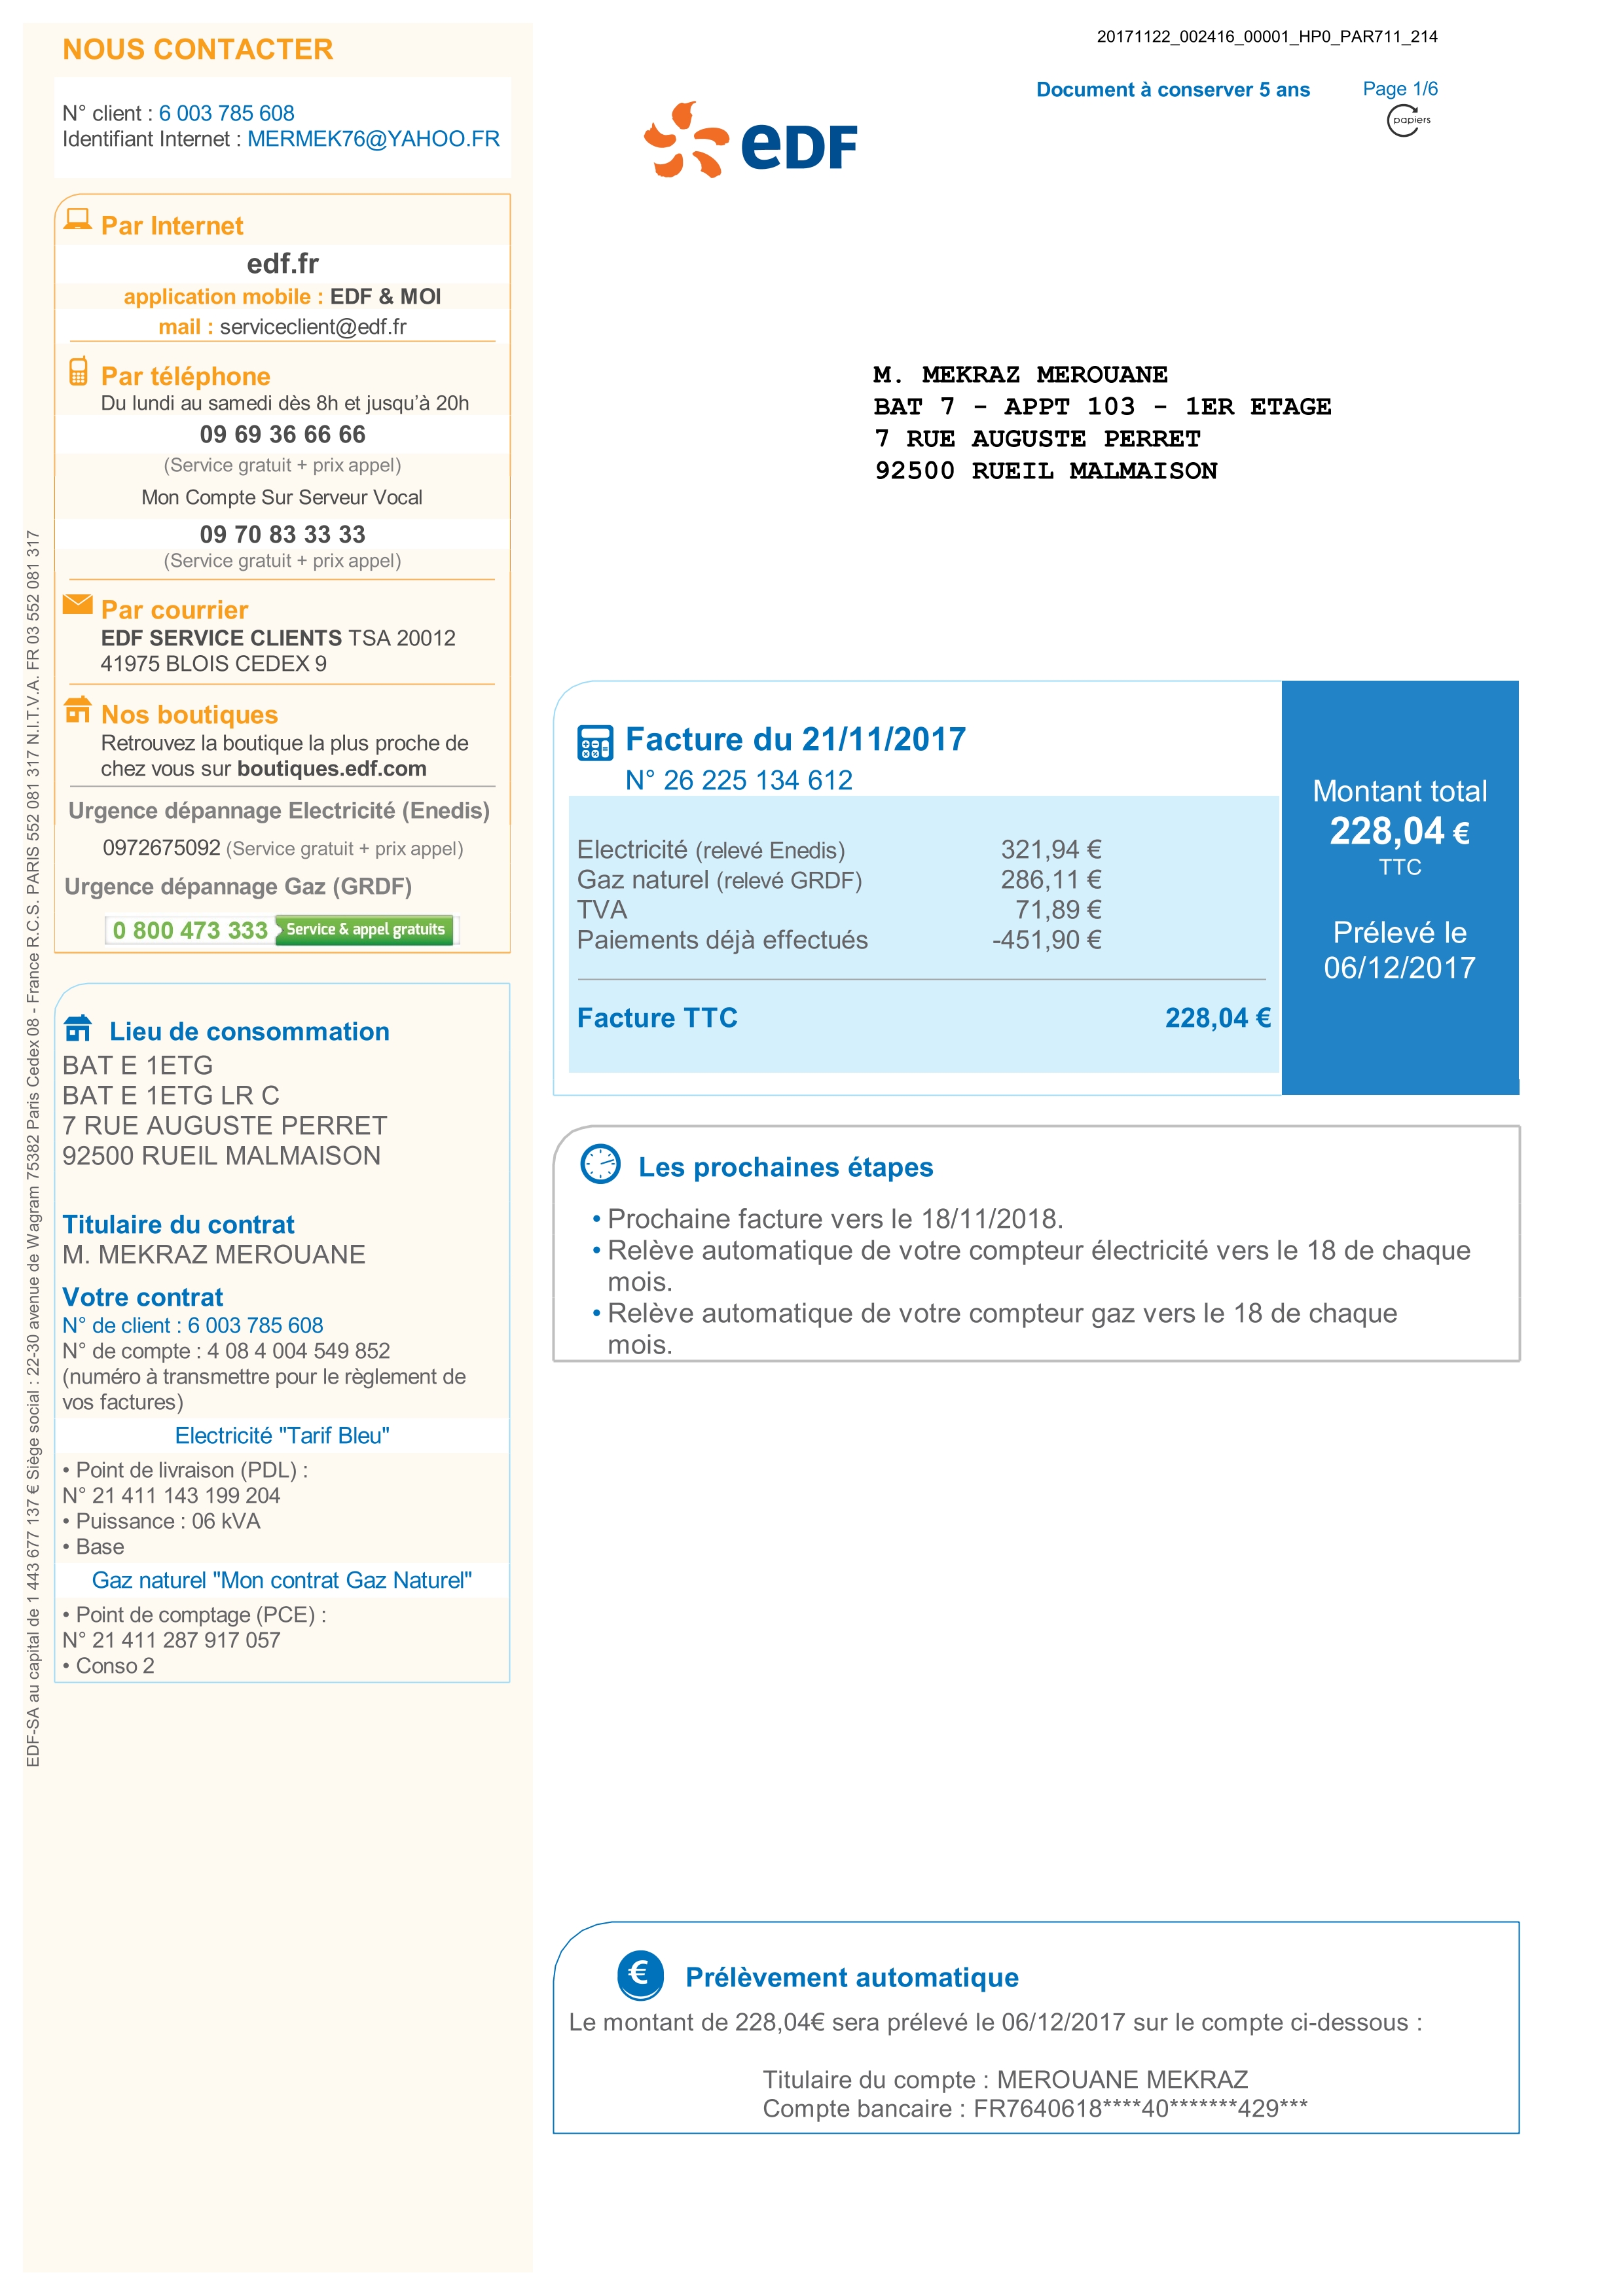 NOUS CONTACTER
N° client : 6 003 785 608
Identifiant Internet : MERMEK76@YAHOO.FR
Par Internet
edf.fr
application mobile : EDF & MOI
mail : serviceclient@edf.fr
Par téléphone
Du lundi au samedi dès 8h et jusqu'à 20h
09 69 36 66 66
(Service gratuit + prix appel)
Mon Compte Sur Serveur Vocal
09 70 83 33 33
(Service gratuit + prix appel)
Par courrier
EDF SERVICE CLIENTS TSA 20012
41975 BLOIS CEDEX 9
Nos boutiques
Retrouvez la boutique la plus proche de
chez vous sur boutiques.edf.com
Urgence dépannage Electricité (Enedis)
0972675092 (Service gratuit + prix appel)
Urgence dépannage Gaz (GRDF)
0 800 473 333 Service & appel gratuits
Lieu de consommation
BAT E 1ETG
BAT E 1ETG LR C
7 RUE AUGUSTE PERRET
92500 RUEIL MALMAISON
Titulaire du contrat
M. MEKRAZ MEROUANE
Votre contrat
N° de client : 6 003 785 608
N° de compte : 4 08 4 004 549 852
(numéro à transmettre pour le règlement de
vos factures)
Electricité "Tarif Bleu"
• Point de livraison (PDL) :
N° 21 411 143 199 204
• Puissance : 06 kVA
• Base
Gaz naturel "Mon contrat Gaz Naturel"
• Point de comptage (PCE) :
N° 21 411 287 917 057
• Conso 2
EDF-SA au capital de 1 443 677 137 € Siège social : 22-30 avenue de Wagram 75382 Paris Cedex 08 - France R.C.S. PARIS 552 081 317 N.I.T.V.A. FR 03 552 081 317
20171122_002416_00001_HP0_PAR711_214
Document à conserver 5 ans Page 1/6
papiers
eDF
M. MEKRAZ MEROUANE
BAT 7 - APPT 103 - 1ER ETAGE
7 RUE AUGUSTE PERRET
92500 RUEIL MALMAISON
Facture du 21/11/2017
N° 26 225 134 612
Electricité (relevé Enedis) 321,94 €
Gaz naturel (relevé GRDF) 286,11 €
TVA 71,89 €
Paiements déjà effectués -451,90 €
Facture TTC 228,04 €
Montant total
228,04 €
TTC
Prélevé le
06/12/2017
Les prochaines étapes
• Prochaine facture vers le 18/11/2018.
• Relève automatique de votre compteur électricité vers le 18 de chaque
mois.
• Relève automatique de votre compteur gaz vers le 18 de chaque
mois.
€ Prélèvement automatique
Le montant de 228,04€ sera prélevé le 06/12/2017 sur le compte ci-dessous :
Titulaire du compte : MEROUANE MEKRAZ
Compte bancaire : FR7640618****40*******429***